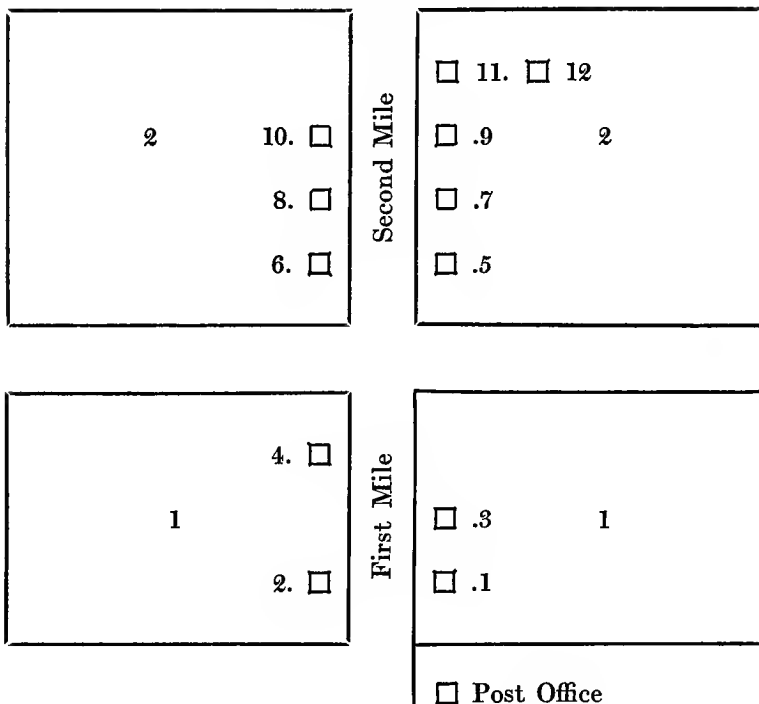 11. 12
2 10. Second Mile .9 2
8. .7
6. .5
4. First Mile
1 .3 1
2. .1
Post Office